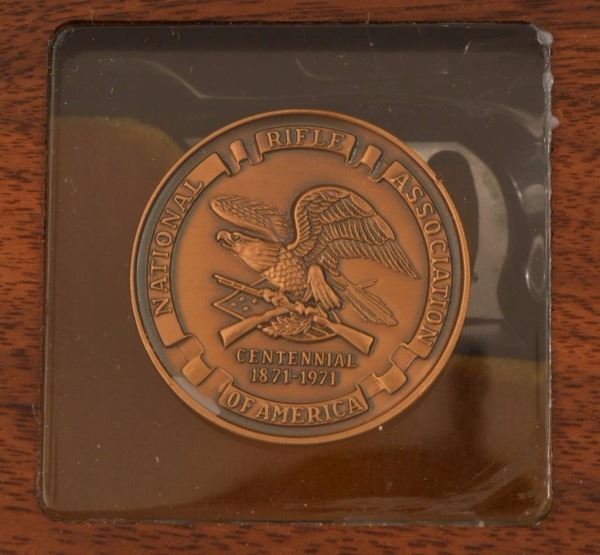 NATIONAL RIFLE ASSOCIATION
OF AMERICA
CENTENNIAL
1871-1971